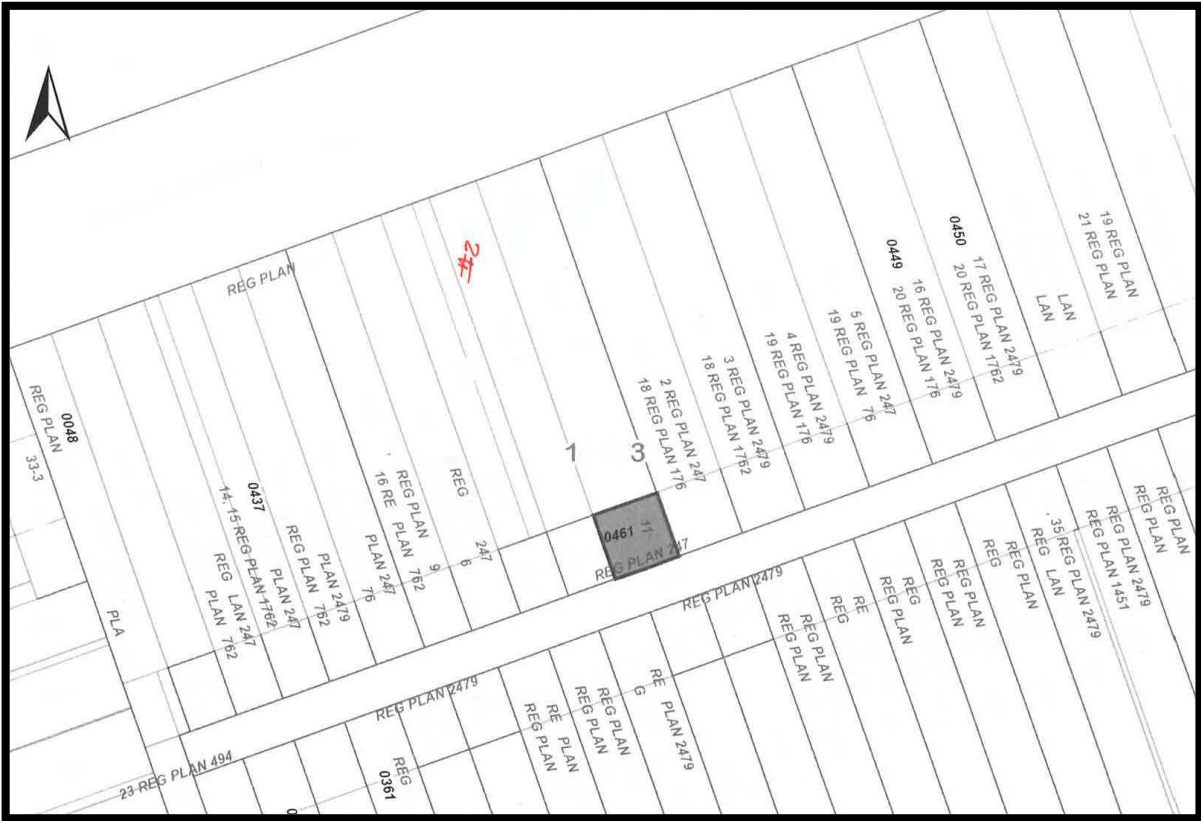 REG PLAN
2#
0048
REG PLAN
33-3
PLA
0437
14, 15 REG PLAN 1762
REG LAN 247
PLAN 762
PLAN 247
REG PLAN 762
PLAN 2479
76
PLAN 247
16 RE PLAN 762
REG PLAN 9
REG
6
247
1 3
2 REG PLAN 247
18 REG PLAN 176
3 REG PLAN 2479
18 REG PLAN 1762
4 REG PLAN 2479
19 REG PLAN 176
5 REG PLAN 247
19 REG PLAN 76
0449
16 REG PLAN 2479
20 REG PLAN 176
0450
17 REG PLAN 2479
20 REG PLAN 1762
LAN
LAN
19 REG PLAN
21 REG PLAN
0461 11
REG PLAN 247
REG PLAN 2479
REG PLAN 2479
23 REG PLAN 494
0
0361
REG
RE PLAN
REG PLAN
REG PLAN
REG PLAN
RE PLAN 2479
G
REG PLAN
REG PLAN
RE
REG
REG
REG PLAN
REG PLAN
REG PLAN
REG PLAN
REG
35 REG PLAN 2479
REG LAN
REG PLAN 2479
REG PLAN 1451
REG PLAN
REG PLAN